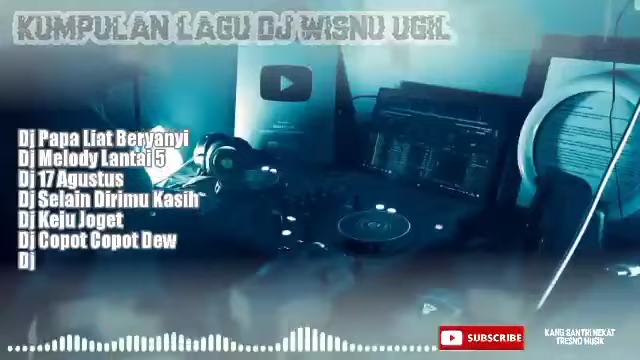 KUMPULAN LAGU DJ WISNU UGIL
Dj Papa Liat Beryanyi
Dj Melody Lantai 5
Dj 17 Agustus
Dj Selain Dirimu Kasih
Dj Keju Joget
Dj Copot Copot Dew
Dj
SUBSCRIBE
KANG SANTRI NEKAT
TRESNO MUSIK